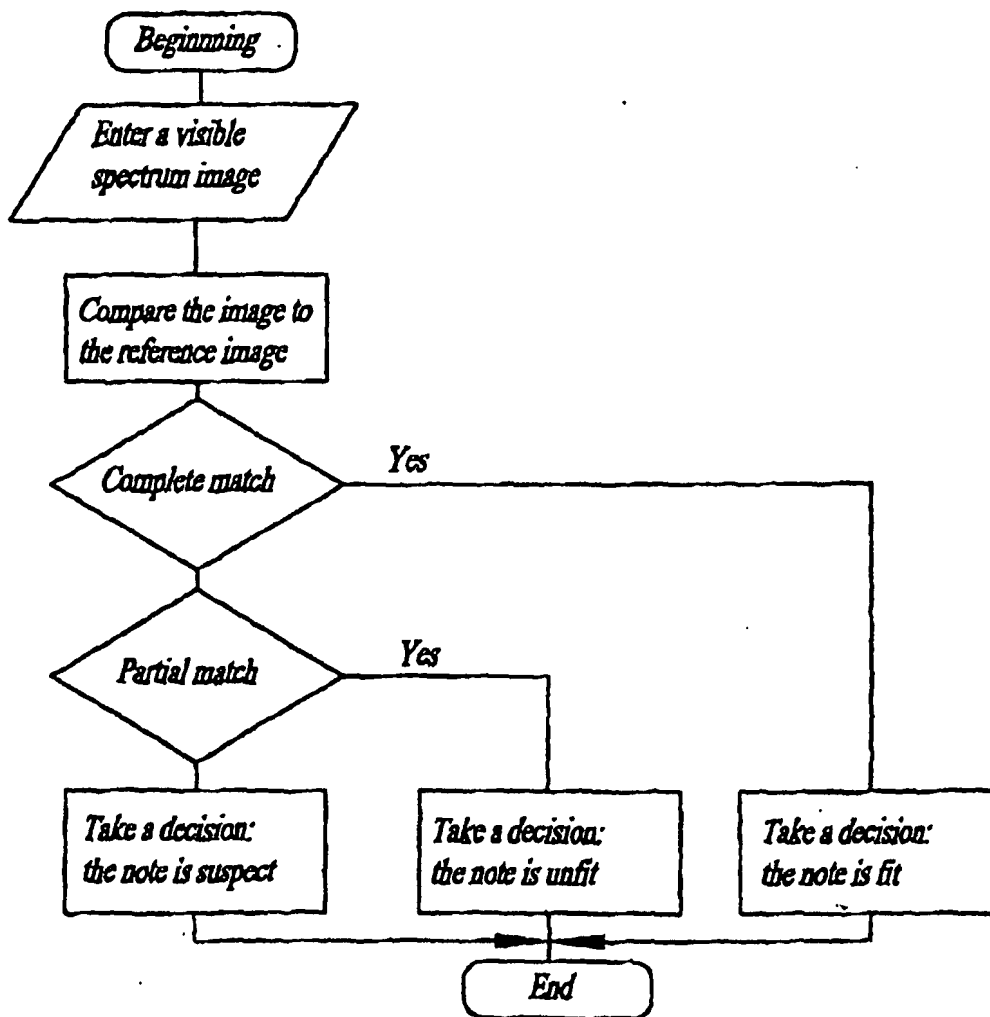 Beginnning
Enter a visible
spectrum image
Compare the image to
the reference image
Complete match
Yes
Partial match
Yes
Take a decision:
the note is suspect
Take a decision:
the note is unfit
Take a decision:
the note is fit
End